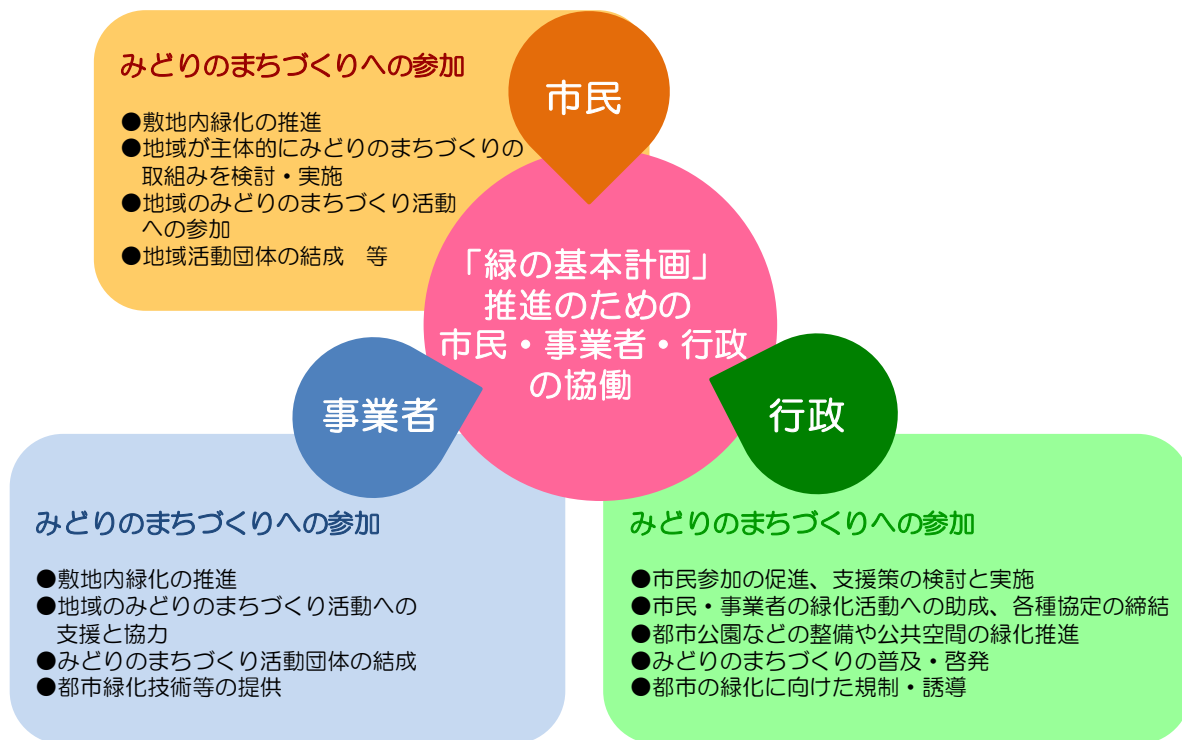 みどりのまちづくりへの参加
市民
●敷地内緑化の推進
●地域が主体的にみどりのまちづくりの
取組みを検討・実施
●地域のみどりのまちづくり活動
への参加
●地域活動団体の結成　等
「緑の基本計画」
推進のための
市民・事業者・行政
の協働
事業者
みどりのまちづくりへの参加
●敷地内緑化の推進
●地域のみどりのまちづくり活動への
支援と協力
●みどりのまちづくり活動団体の結成
●都市緑化技術等の提供
行政
みどりのまちづくりへの参加
●市民参加の促進、支援策の検討と実施
●市民・事業者の緑化活動への助成、各種協定の締結
●都市公園などの整備や公共空間の緑化推進
●みどりのまちづくりの普及・啓発
●都市の緑化に向けた規制・誘導